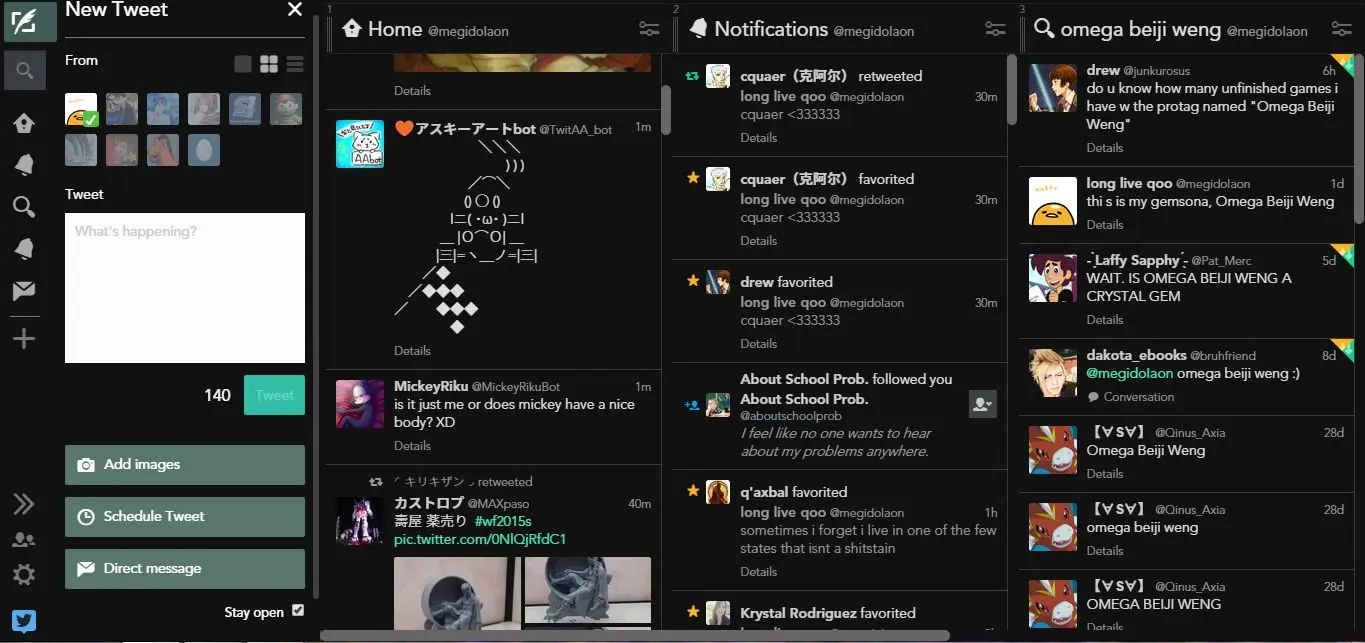 New Tweet
From
Tweet
What's happening?
140
Tweet
Add images
Schedule Tweet
Direct message
Stay open
1
Home @megidolaon
Details
🧡アスキーアートbot @TwitAA_bot 1m
Details
MickeyRiku @MickeyRikuBot 1m
is it just me or does mickey have a nice
body? XD
Details
╭ キリキザン ╯ retweeted
カストロプ @MAXpaso 40m
壽屋 薬売り #wf2015s
pic.twitter.com/0NlQjRfdC1
2
Notifications @megidolaon
cquaer（克阿尔） retweeted
long live qoo @megidolaon 30m
cquaer <333333
Details
cquaer（克阿尔） favorited
long live qoo @megidolaon 30m
cquaer <333333
Details
drew favorited
long live qoo @megidolaon 30m
cquaer <333333
Details
About School Prob. followed you
About School Prob.
@aboutschoolprob
I feel like no one wants to hear
about my problems anywhere.
q'axbal favorited
long live qoo @megidolaon 1h
sometimes i forget i live in one of the few
states that isnt a shitstain
Details
Krystal Rodriguez favorited
3
omega beiji weng @megidolaon
drew @junkurosus 6h
do u know how many unfinished games i
have w the protag named "Omega Beiji
Weng"
Details
long live qoo @megidolaon 1d
thi s is my gemsona, Omega Beiji Weng
Details
Laffy Sapphy @Pat_Merc 5d
WAIT. IS OMEGA BEIJI WENG A
CRYSTAL GEM
Details
dakota_ebooks @bruhfriend 8d
@megidolaon omega beiji weng :)
Conversation
【∀S∀】 @Qinus_Axia 28d
Omega Beiji Weng
Details
【∀S∀】 @Qinus_Axia 28d
omega beiji weng
Details
【∀S∀】 @Qinus_Axia 28d
OMEGA BEIJI WENG
Details